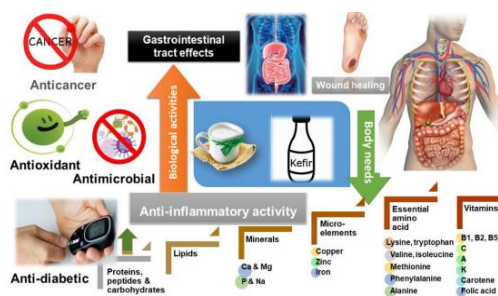 CANCER
Anticancer
Gastrointestinal
tract effects
Wound healing
Antioxidant
Antimicrobial
Biological activities
Kefir
Body needs
Anti-inflammatory activity
Anti-diabetic
Proteins,
peptides &
carbohydrates
Lipids
Minerals
Ca & Mg
P & Na
Micro-
elements
Copper
Zinc
Iron
Essential
amino
acid
Lysine, tryptophan
Valine, isoleucine
Methionine
Phenylalanine
Alanine
Vitamins
B1, B2, B5
C
A
K
Carotene
Folic acid